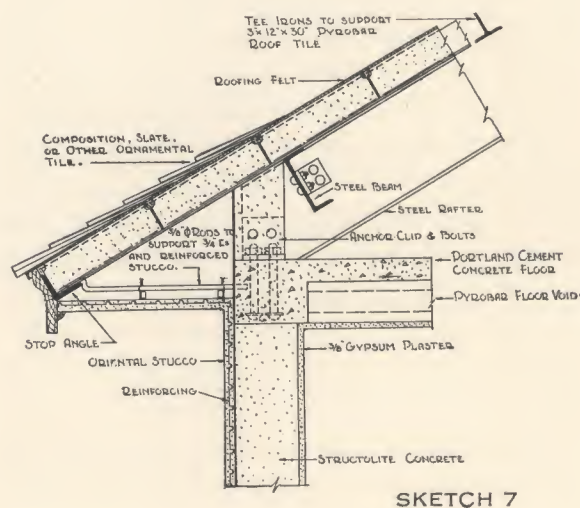 TEE IRONS TO SUPPORT
3"x 12"x 30" PYROBAR
ROOF TILE
ROOFING FELT
COMPOSITION, SLATE,
OR OTHER ORNAMENTAL
TILE.
STEEL BEAM
3/8" φ RODS TO
SUPPORT 3/4" Cs
AND REINFORCED
STUCCO.
STEEL RAFTER
ANCHOR CLIP & BOLTS
PORTLAND CEMENT
CONCRETE FLOOR
PYROBAR FLOOR VOID
STOP ANGLE
ORIENTAL STUCCO
3/8" GYPSUM PLASTER
REINFORCING
STRUCTOLITE CONCRETE
SKETCH 7